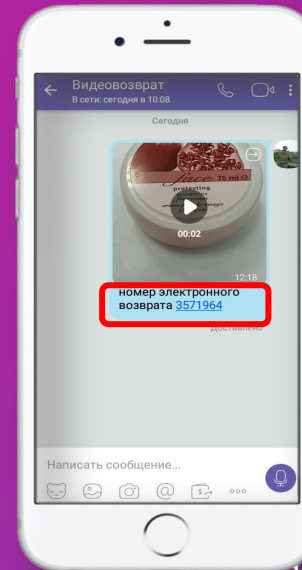 Видеовозврат
В сети: сегодня в 10:08
Сегодня
face 75 ml e
protecting
00:02
12:18
номер электронного
возврата 3571964
Доставлено
Написать сообщение...